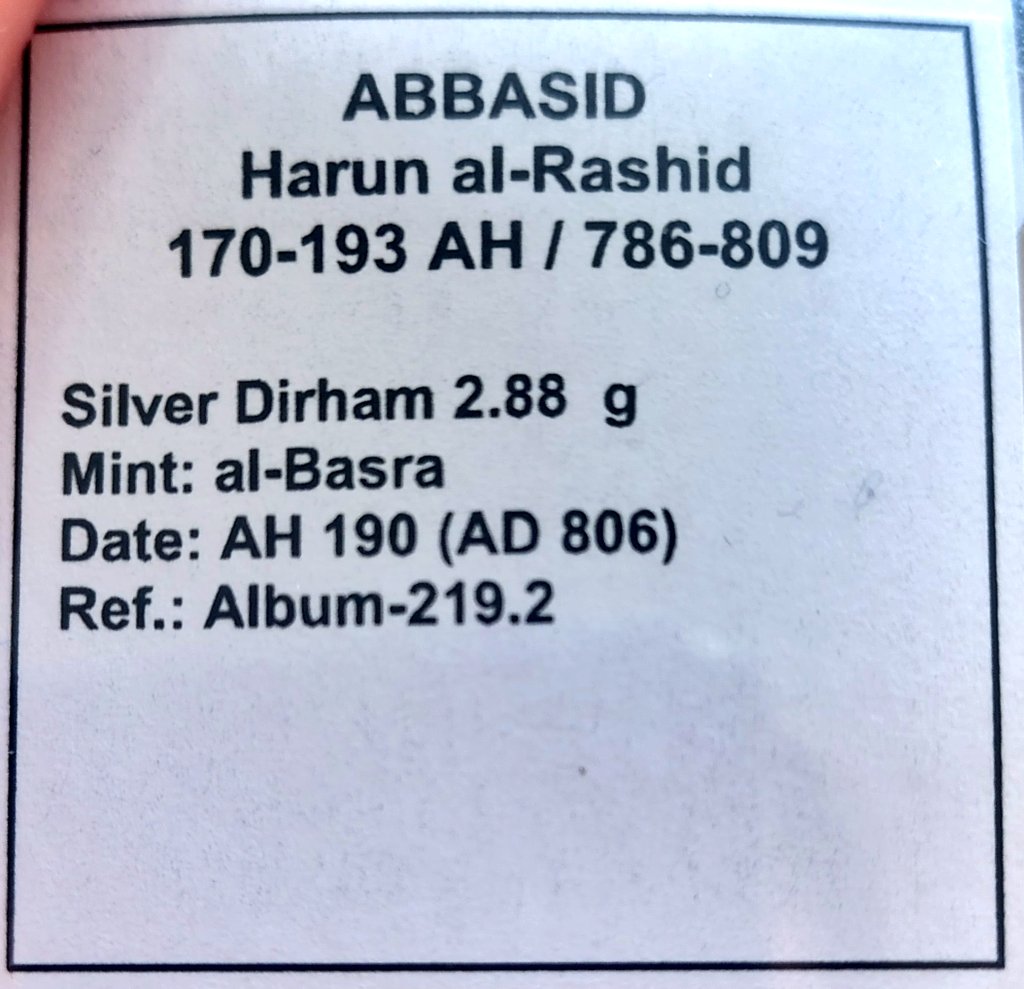 ABBASID
Harun al-Rashid
170-193 AH / 786-809
Silver Dirham 2.88 g
Mint: al-Basra
Date: AH 190 (AD 806)
Ref.: Album-219.2